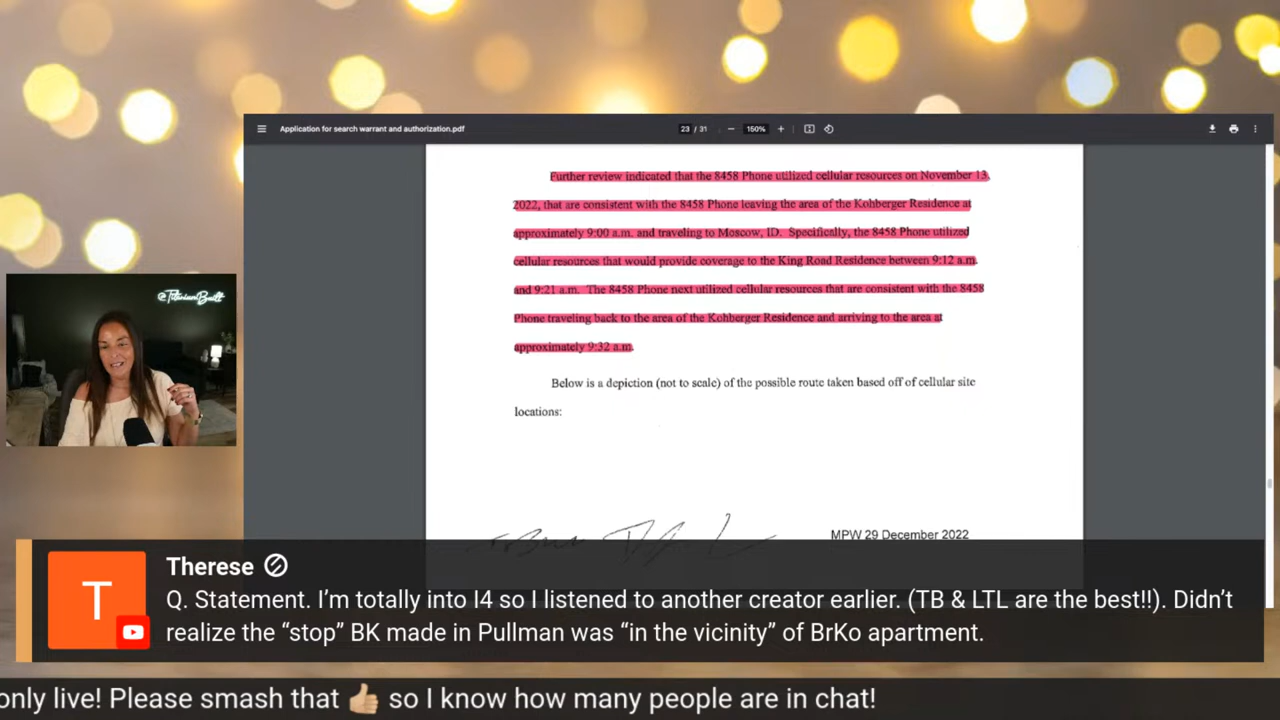 Application for search warrant and authorization.pdf
23 / 31
150%
Further review indicated that the 8458 Phone utilized cellular resources on November 13,
2022, that are consistent with the 8458 Phone leaving the area of the Kohberger Residence at
approximately 9:00 a.m. and traveling to Moscow, ID. Specifically, the 8458 Phone utilized
cellular resources that would provide coverage to the King Road Residence between 9:12 a.m.
and 9:21 a.m. The 8458 Phone next utilized cellular resources that are consistent with the 8458
Phone traveling back to the area of the Kohberger Residence and arriving to the area at
approximately 9:32 a.m.
Below is a depiction (not to scale) of the possible route taken based off of cellular site
locations:
MPW 29 December 2022
T
Therese
Q. Statement. I’m totally into I4 so I listened to another creator earlier. (TB & LTL are the best!!). Didn’t
realize the “stop” BK made in Pullman was “in the vicinity” of BrKo apartment.
only live! Please smash that 👍🏼 so I know how many people are in chat!